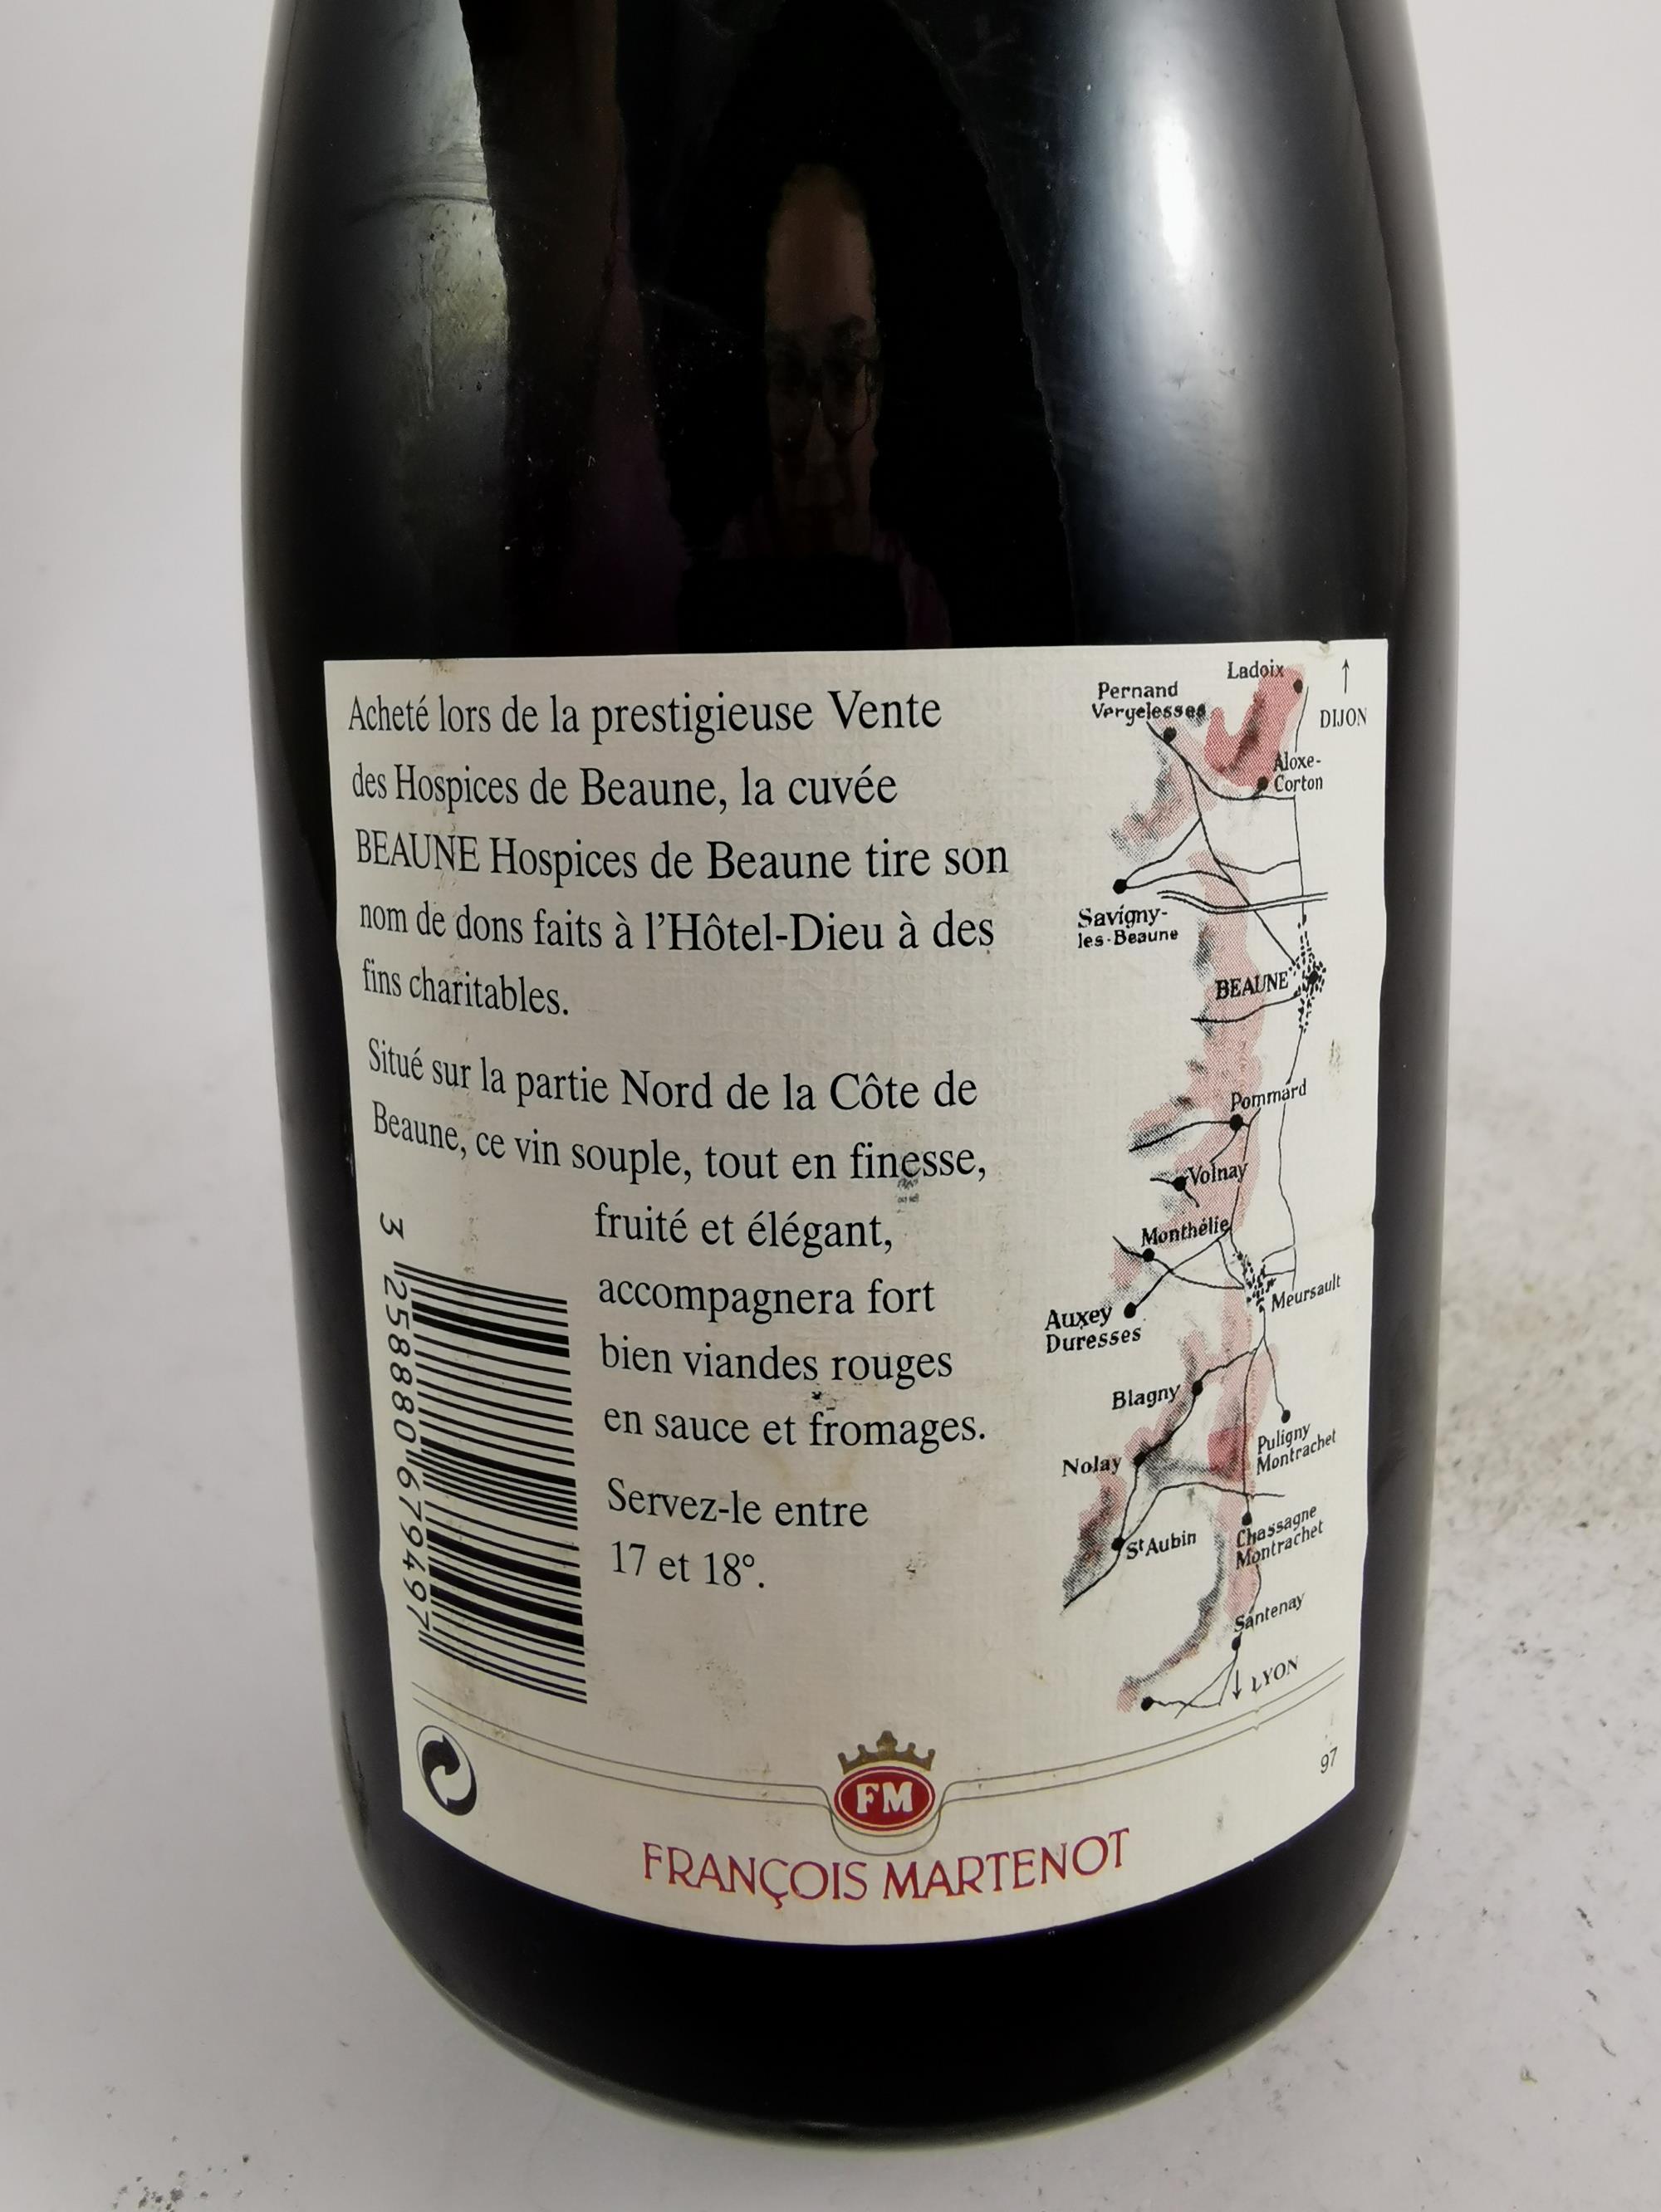 Acheté lors de la prestigieuse Vente
des Hospices de Beaune, la cuvée
BEAUNE Hospices de Beaune tire son
nom de dons faits à l'Hôtel-Dieu à des
fins charitables.
Situé sur la partie Nord de la Côte de
Beaune, ce vin souple, tout en finesse,
fruité et élégant,
accompagnera fort
bien viandes rouges
en sauce et fromages.
Servez-le entre
17 et 18°.
3 258880 679497
Ladoix
DIJON
Pernand
Vergelesses
Aloxe-
Corton
Savigny-
les-Beaune
BEAUNE
Pommard
Volnay
Monthélie
Meursault
Auxey
Duresses
Blagny
Puligny
Montrachet
Nolay
Chassagne
Montrachet
St Aubin
Santenay
LYON
97
FM
FRANÇOIS MARTENOT